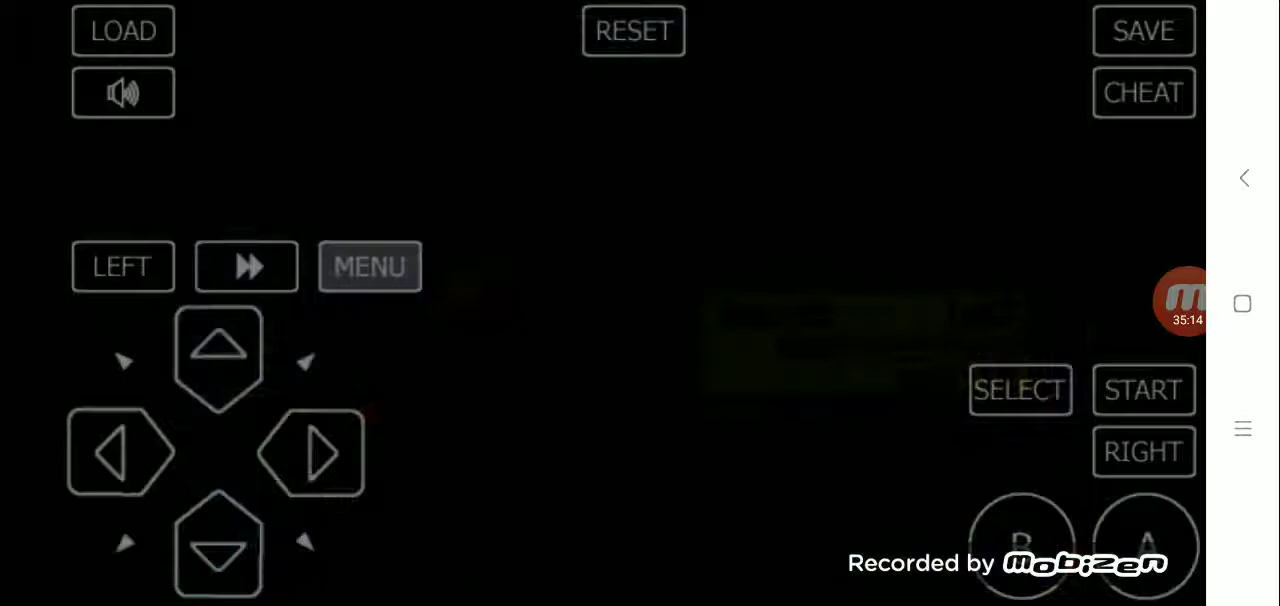 LOAD
RESET
SAVE
CHEAT
LEFT
MENU
35:14
SELECT
START
RIGHT
B
A
Recorded by mobizen